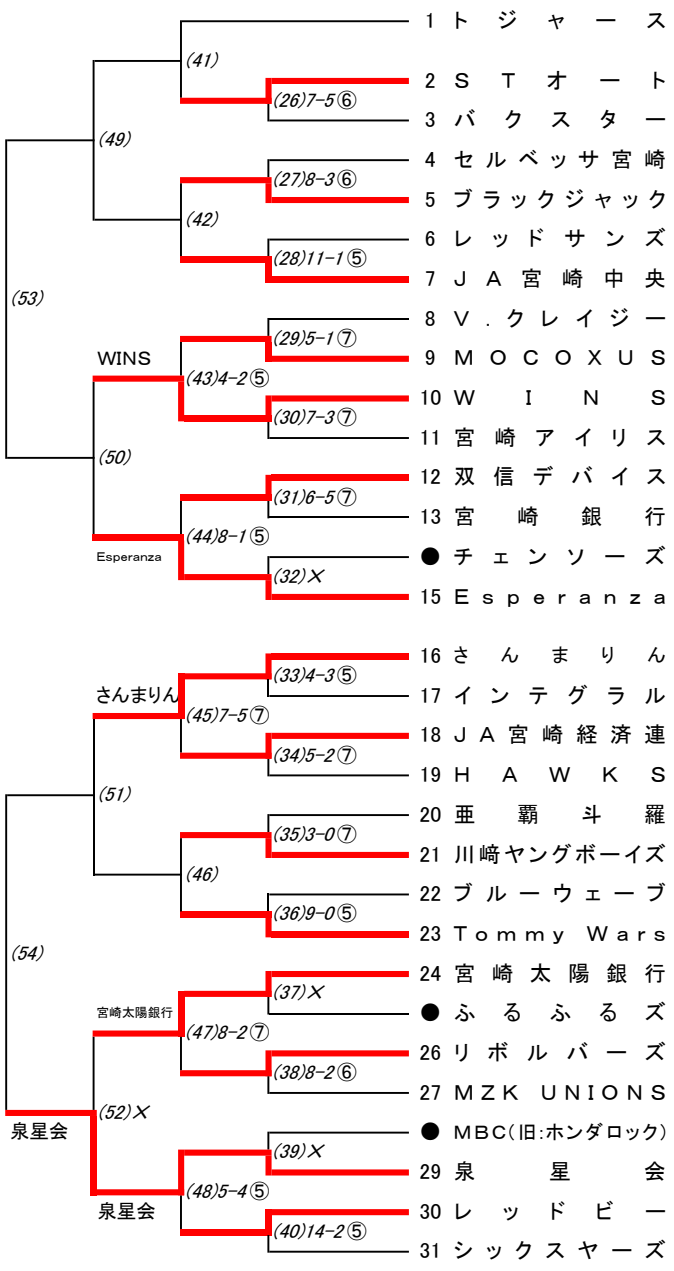 1 トジャース
(41)
2 STオート
(26)7-5⑥
3 バクスター
(49)
4 セルベッサ宮崎
(27)8-3⑥
5 ブラックジャック
(42)
6 レッドサンズ
(28)11-1⑤
7 JA宮崎中央
(53)
8 V.クレイジー
(29)5-1⑦
WINS
9 MOCOXUS
(43)4-2⑤
10 WINS
(30)7-3⑦
11 宮崎アイリス
(50)
12 双信デバイス
(31)6-5⑦
13 宮崎銀行
(44)8-1⑤
Esperanza
● チェンソーズ
(32)×
15 Esperanza
16 さんまりん
(33)4-3⑤
さんまりん
17 インテグラル
(45)7-5⑦
18 JA宮崎経済連
(34)5-2⑦
19 HAWKS
(51)
20 亜覇斗羅
(35)3-0⑦
21 川﨑ヤングボーイズ
(46)
22 ブルーウェーブ
(36)9-0⑤
23 Tommy Wars
(54)
24 宮崎太陽銀行
(37)×
宮崎太陽銀行
● ふるふるズ
(47)8-2⑦
26 リボルバーズ
(38)8-2⑥
27 MZK UNIONS
(52)×
泉星会
● MBC(旧:ホンダロック)
(39)×
29 泉星会
(48)5-4⑤
泉星会
30 レッドビー
(40)14-2⑤
31 シックスヤーズ